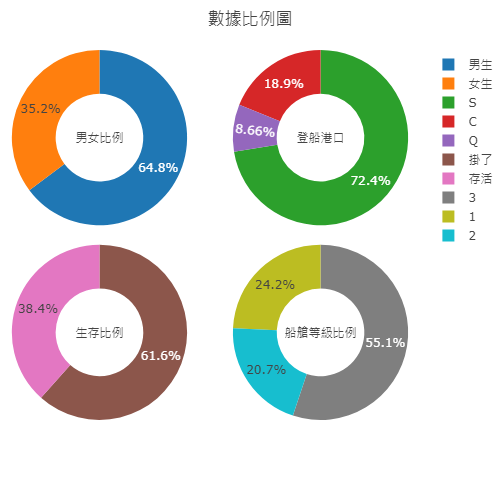 數據比例圖
35.2%
男女比例
64.8%
18.9%
8.66%
登船港口
72.4%
男生
女生
S
C
Q
掛了
存活
3
1
2
38.4%
生存比例
61.6%
24.2%
船艙等級比例
55.1%
20.7%